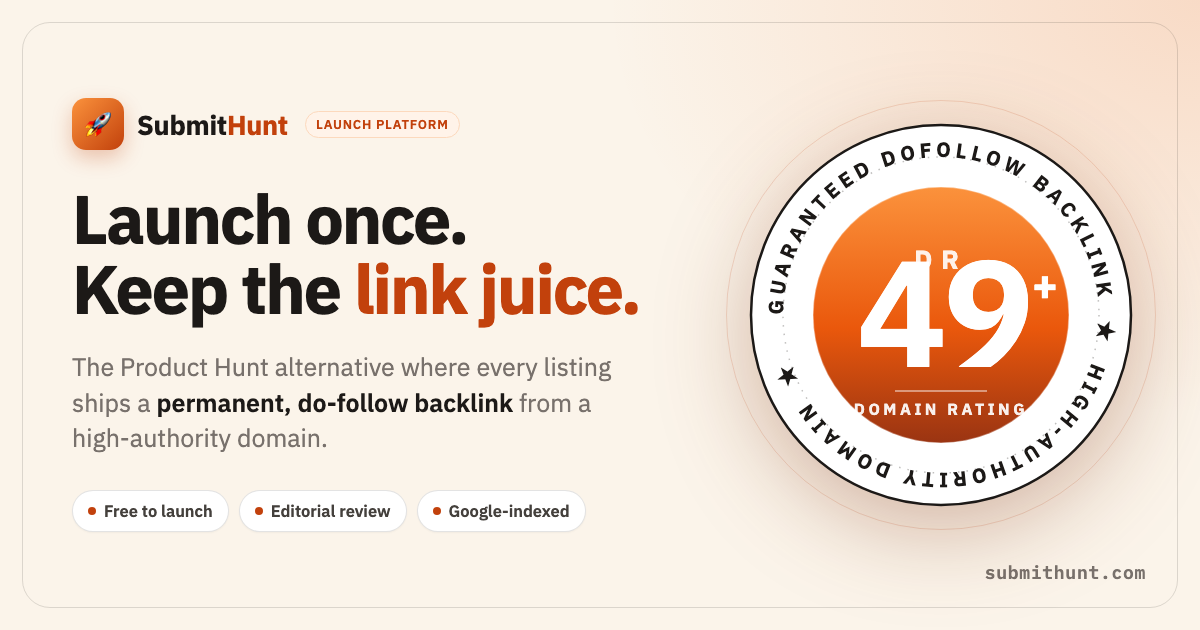 SubmitHunt
LAUNCH PLATFORM
Launch once.
Keep the link juice.
The Product Hunt alternative where every listing
ships a permanent, do-follow backlink from a
high-authority domain.
Free to launch
Editorial review
Google-indexed
GUARANTEED DOFOLLOW BACKLINK ★ HIGH-AUTHORITY DOMAIN ★
DR
49+
DOMAIN RATING
submithunt.com